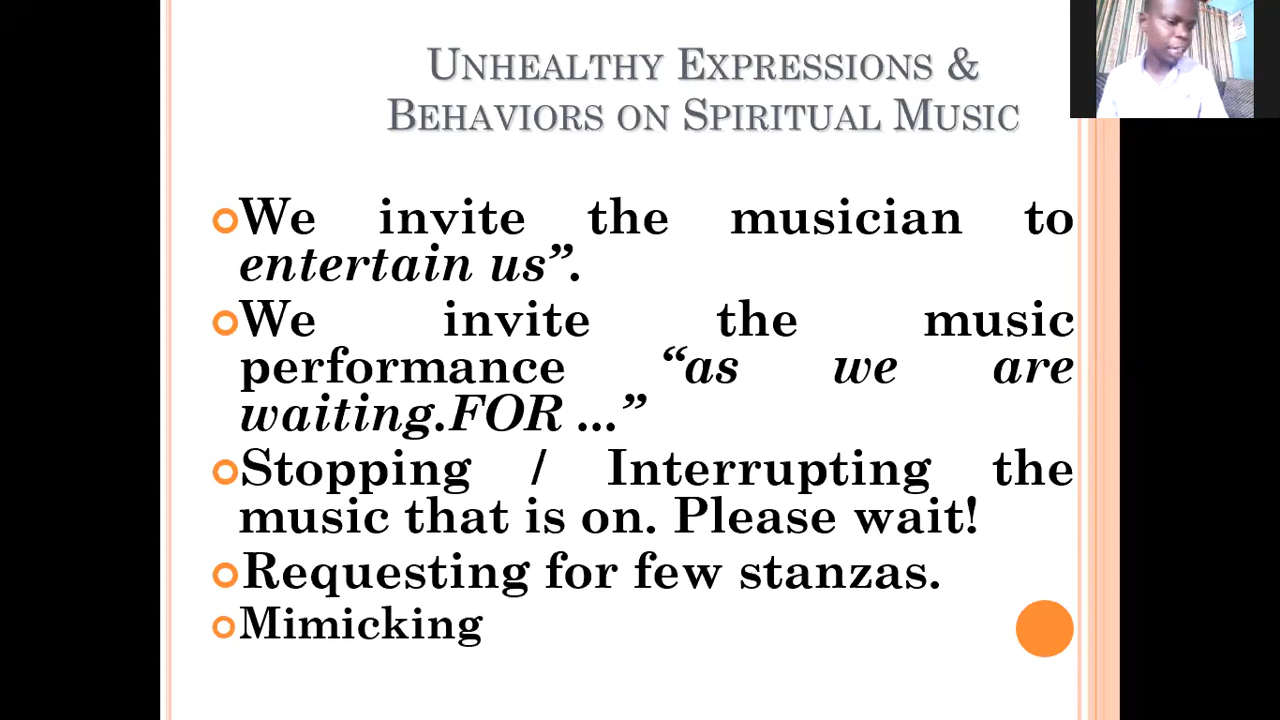 UNHEALTHY EXPRESSIONS &
BEHAVIORS ON SPIRITUAL MUSIC
We invite the musician to
entertain us”.
We invite the music
performance “as we are
waiting.FOR ...”
Stopping / Interrupting the
music that is on. Please wait!
Requesting for few stanzas.
Mimicking